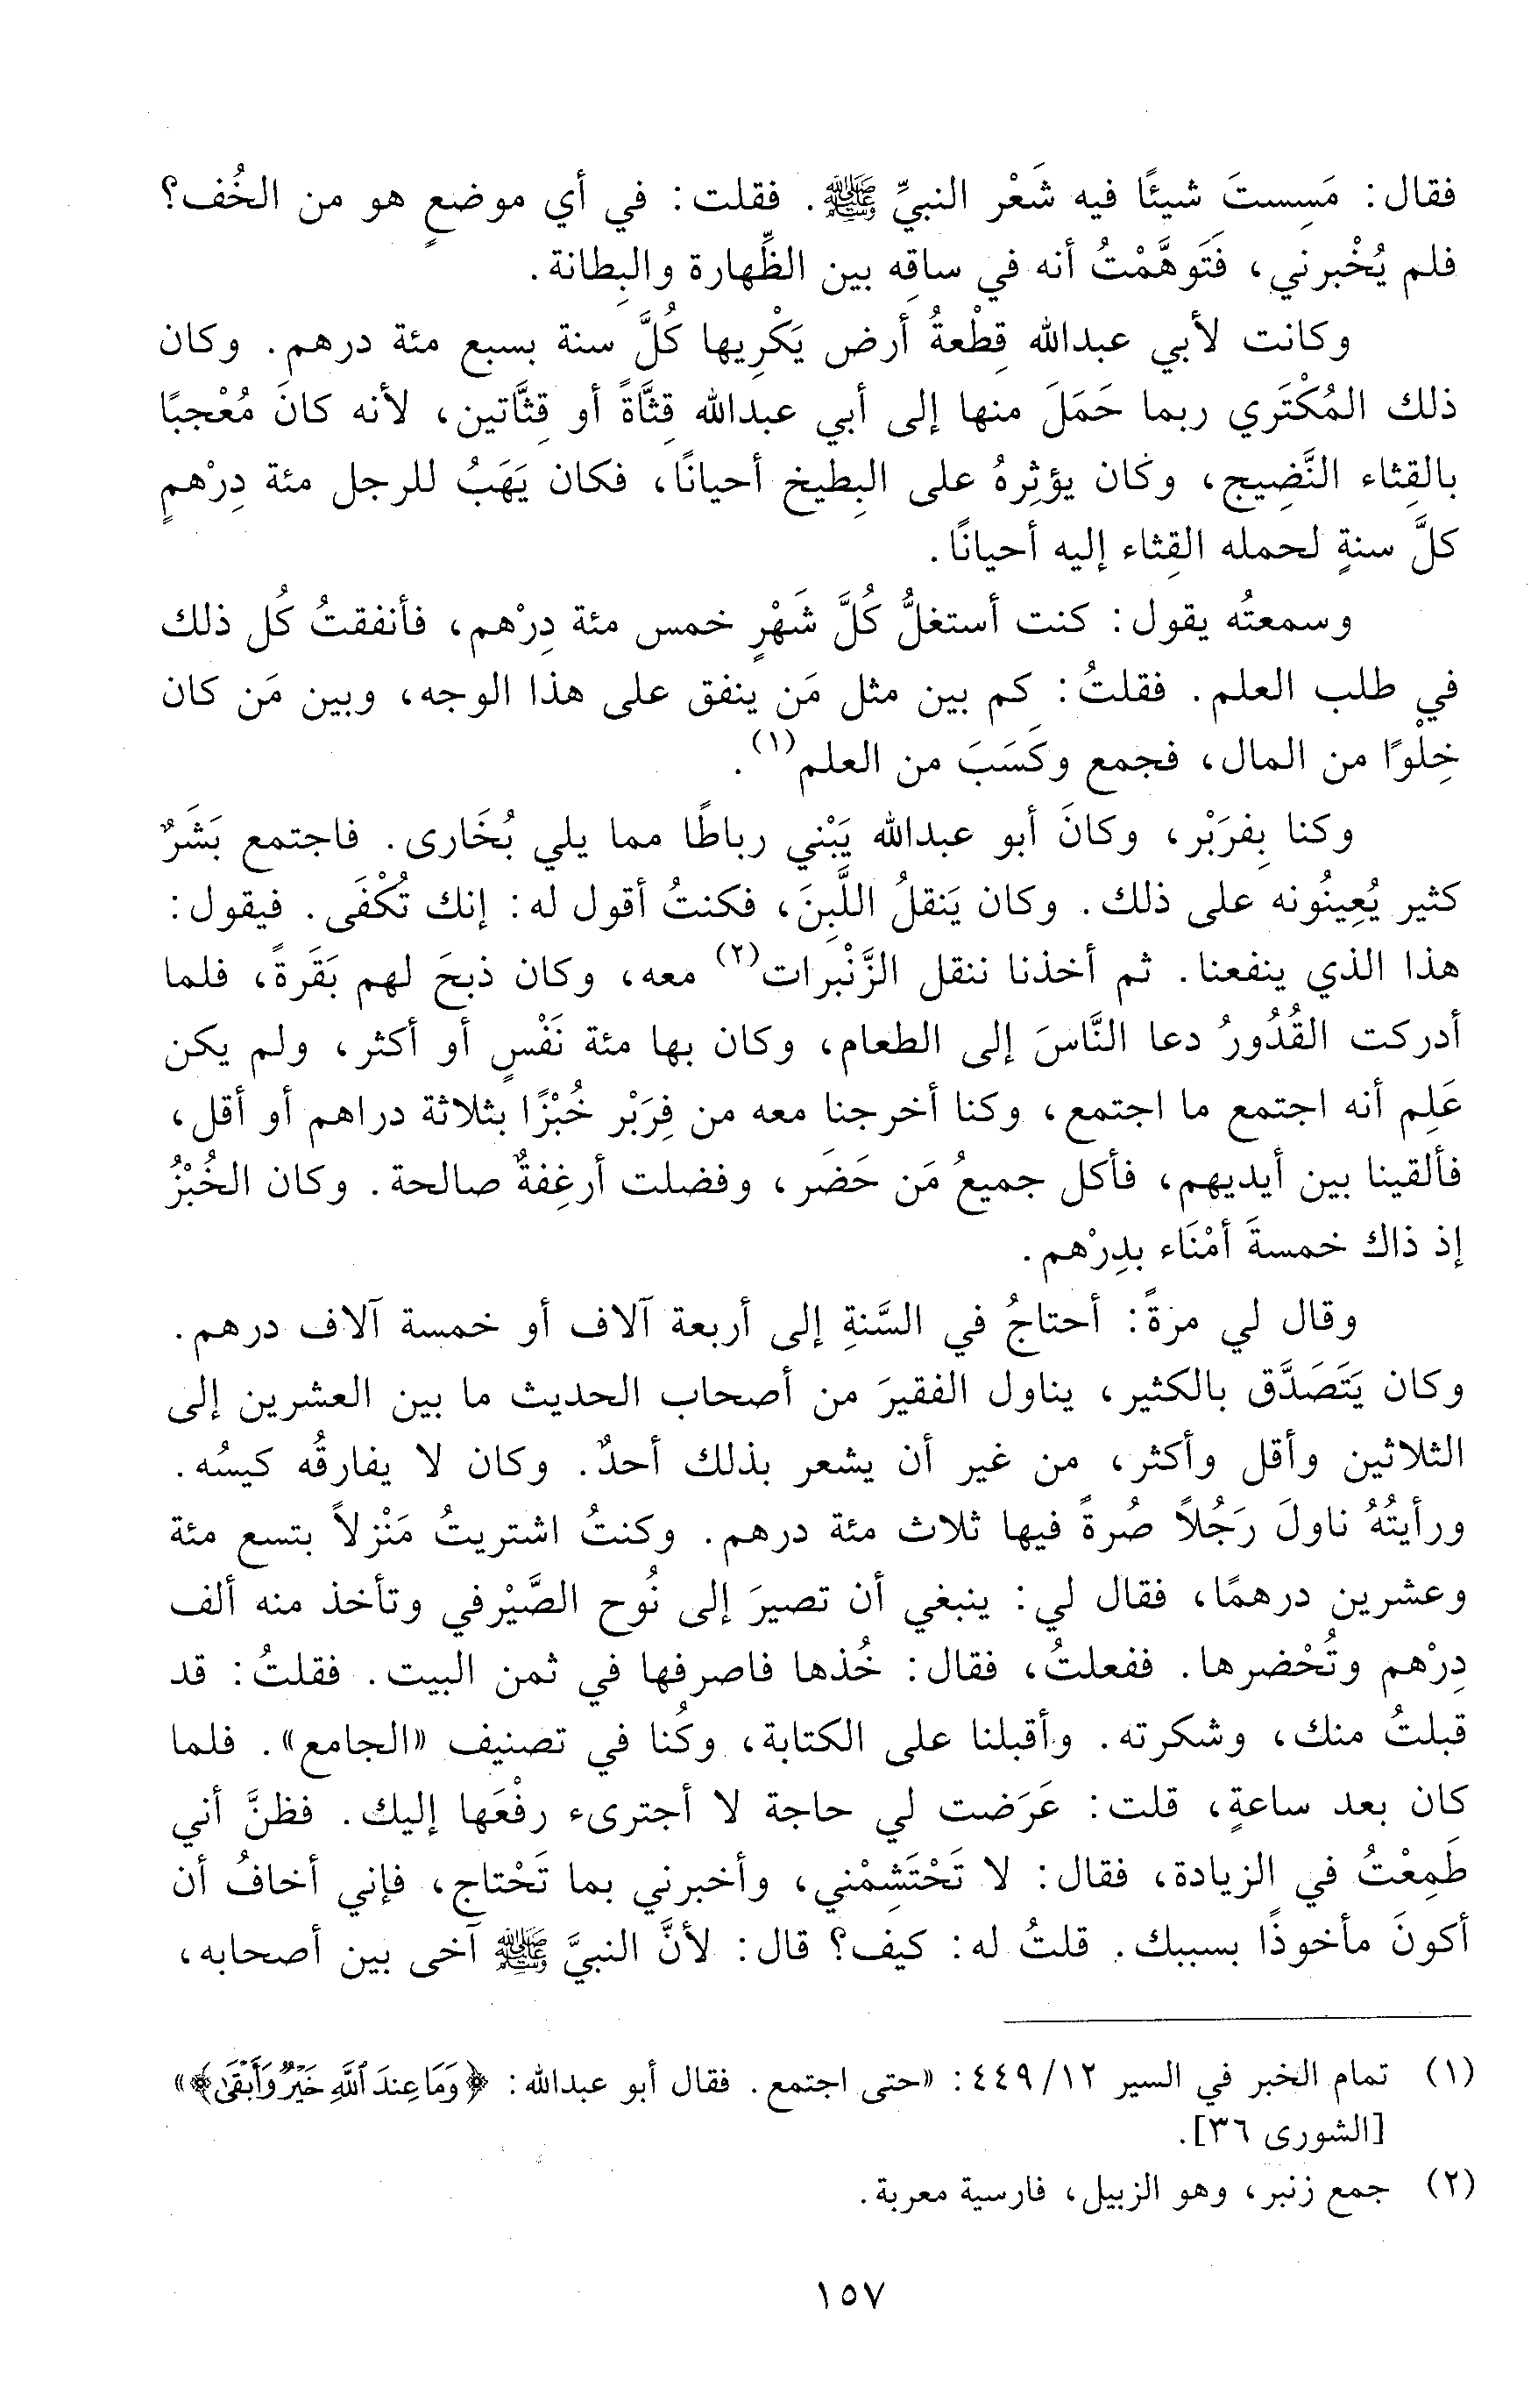 فقال: مَسِستَ شيئًا فيه شَعْر النبيِّ ﷺ. فقلت: في أي موضعٍ هو من الخُف؟
فلم يُخْبرني، فَتَوهَّمْتُ أنه في ساقِه بين الظِّهارة والبِطانة.
وكانت لأبي عبدالله قِطْعةُ أرض يَكْرِيها كُلَّ سنة بسبع مئة درهم. وكان
ذلك المُكْتَري ربما حَمَلَ منها إلى أبي عبدالله قِثَّاةً أو قِثَّاتين، لأنه كانَ مُعْجبًا
بالقِثاء النَّضِيج، وكان يؤثِرهُ على البِطيخ أحيانًا، فكان يَهَبُ للرجل مئة دِرْهمٍ
كلَّ سنةٍ لحمله القِثاء إليه أحيانًا.
وسمعتُه يقول: كنت أستغلُّ كُلَّ شَهْرٍ خمس مئة دِرْهم، فأنفقتُ كُل ذلك
في طلب العلم. فقلتُ: كم بين مثل مَن ينفق على هذا الوجه، وبين مَن كان
خِلْوًا من المال، فجمع وكَسَبَ من العلم(١).
وكنا بِفرَبْر، وكانَ أبو عبدالله يَبْني رباطًا مما يلي بُخَارى. فاجتمع بَشَرٌ
كثير يُعِينُونه على ذلك. وكان يَنقلُ اللَّبِنَ، فكنتُ أقول له: إنك تُكْفَى. فيقول:
هذا الذي ينفعنا. ثم أخذنا ننقل الزَّنْبرات(٢) معه، وكان ذبحَ لهم بَقَرةً، فلما
أدركت القُدُورُ دعا النَّاسَ إلى الطعام، وكان بها مئة نَفْسٍ أو أكثر، ولم يكن
عَلِم أنه اجتمع ما اجتمع، وكنا أخرجنا معه من فِرَبْر خُبْزًا بثلاثة دراهم أو أقل،
فألقينا بين أيديهم، فأكل جميعُ مَن حَضَر، وفضلت أرغِفةٌ صالحة. وكان الخُبْزُ
إذ ذاك خمسةَ أمْنَاء بدِرْهم.
وقال لي مرةً: أحتاجُ في السَّنةِ إلى أربعة آلاف أو خمسة آلاف درهم.
وكان يَتَصَدَّق بالكثير، يناول الفقيرَ من أصحاب الحديث ما بين العشرين إلى
الثلاثين وأقل وأكثر، من غير أن يشعر بذلك أحدٌ. وكان لا يفارقُه كيسُه.
ورأيتُهُ ناولَ رَجُلاً صُرةً فيها ثلاث مئة درهم. وكنتُ اشتريتُ مَنْزلاً بتسع مئة
وعشرين درهمًا، فقال لي: ينبغي أن تصيرَ إلى نُوح الصَّيْرفي وتأخذ منه ألف
دِرْهم وتُحْضرها. ففعلتُ، فقال: خُذها فاصرفها في ثمن البيت. فقلتُ: قد
قبلتُ منك، وشكرته. وأقبلنا على الكتابة، وكُنا في تصنيف «الجامع». فلما
كان بعد ساعةٍ، قلت: عَرَضت لي حاجة لا أجترىء رفْعَها إليك. فظنَّ أني
طَمِعْتُ في الزيادة، فقال: لا تَحْتَشِمْني، وأخبرني بما تَحْتاج، فإني أخافُ أن
أكونَ مأخوذًا بسببك. قلتُ له: كيف؟ قال: لأنَّ النبيَّ ﷺ آخى بين أصحابه،
(١) تمام الخبر في السير ٤٤٩/١٢: «حتى اجتمع. فقال أبو عبدالله: ﴿وَمَا عِندَ ٱللَّهِ خَيْرٌ وَأَبْقَىٰ﴾»
[الشورى ٣٦].
(٢) جمع زنبر، وهو الزبيل، فارسية معربة.
١٥٧